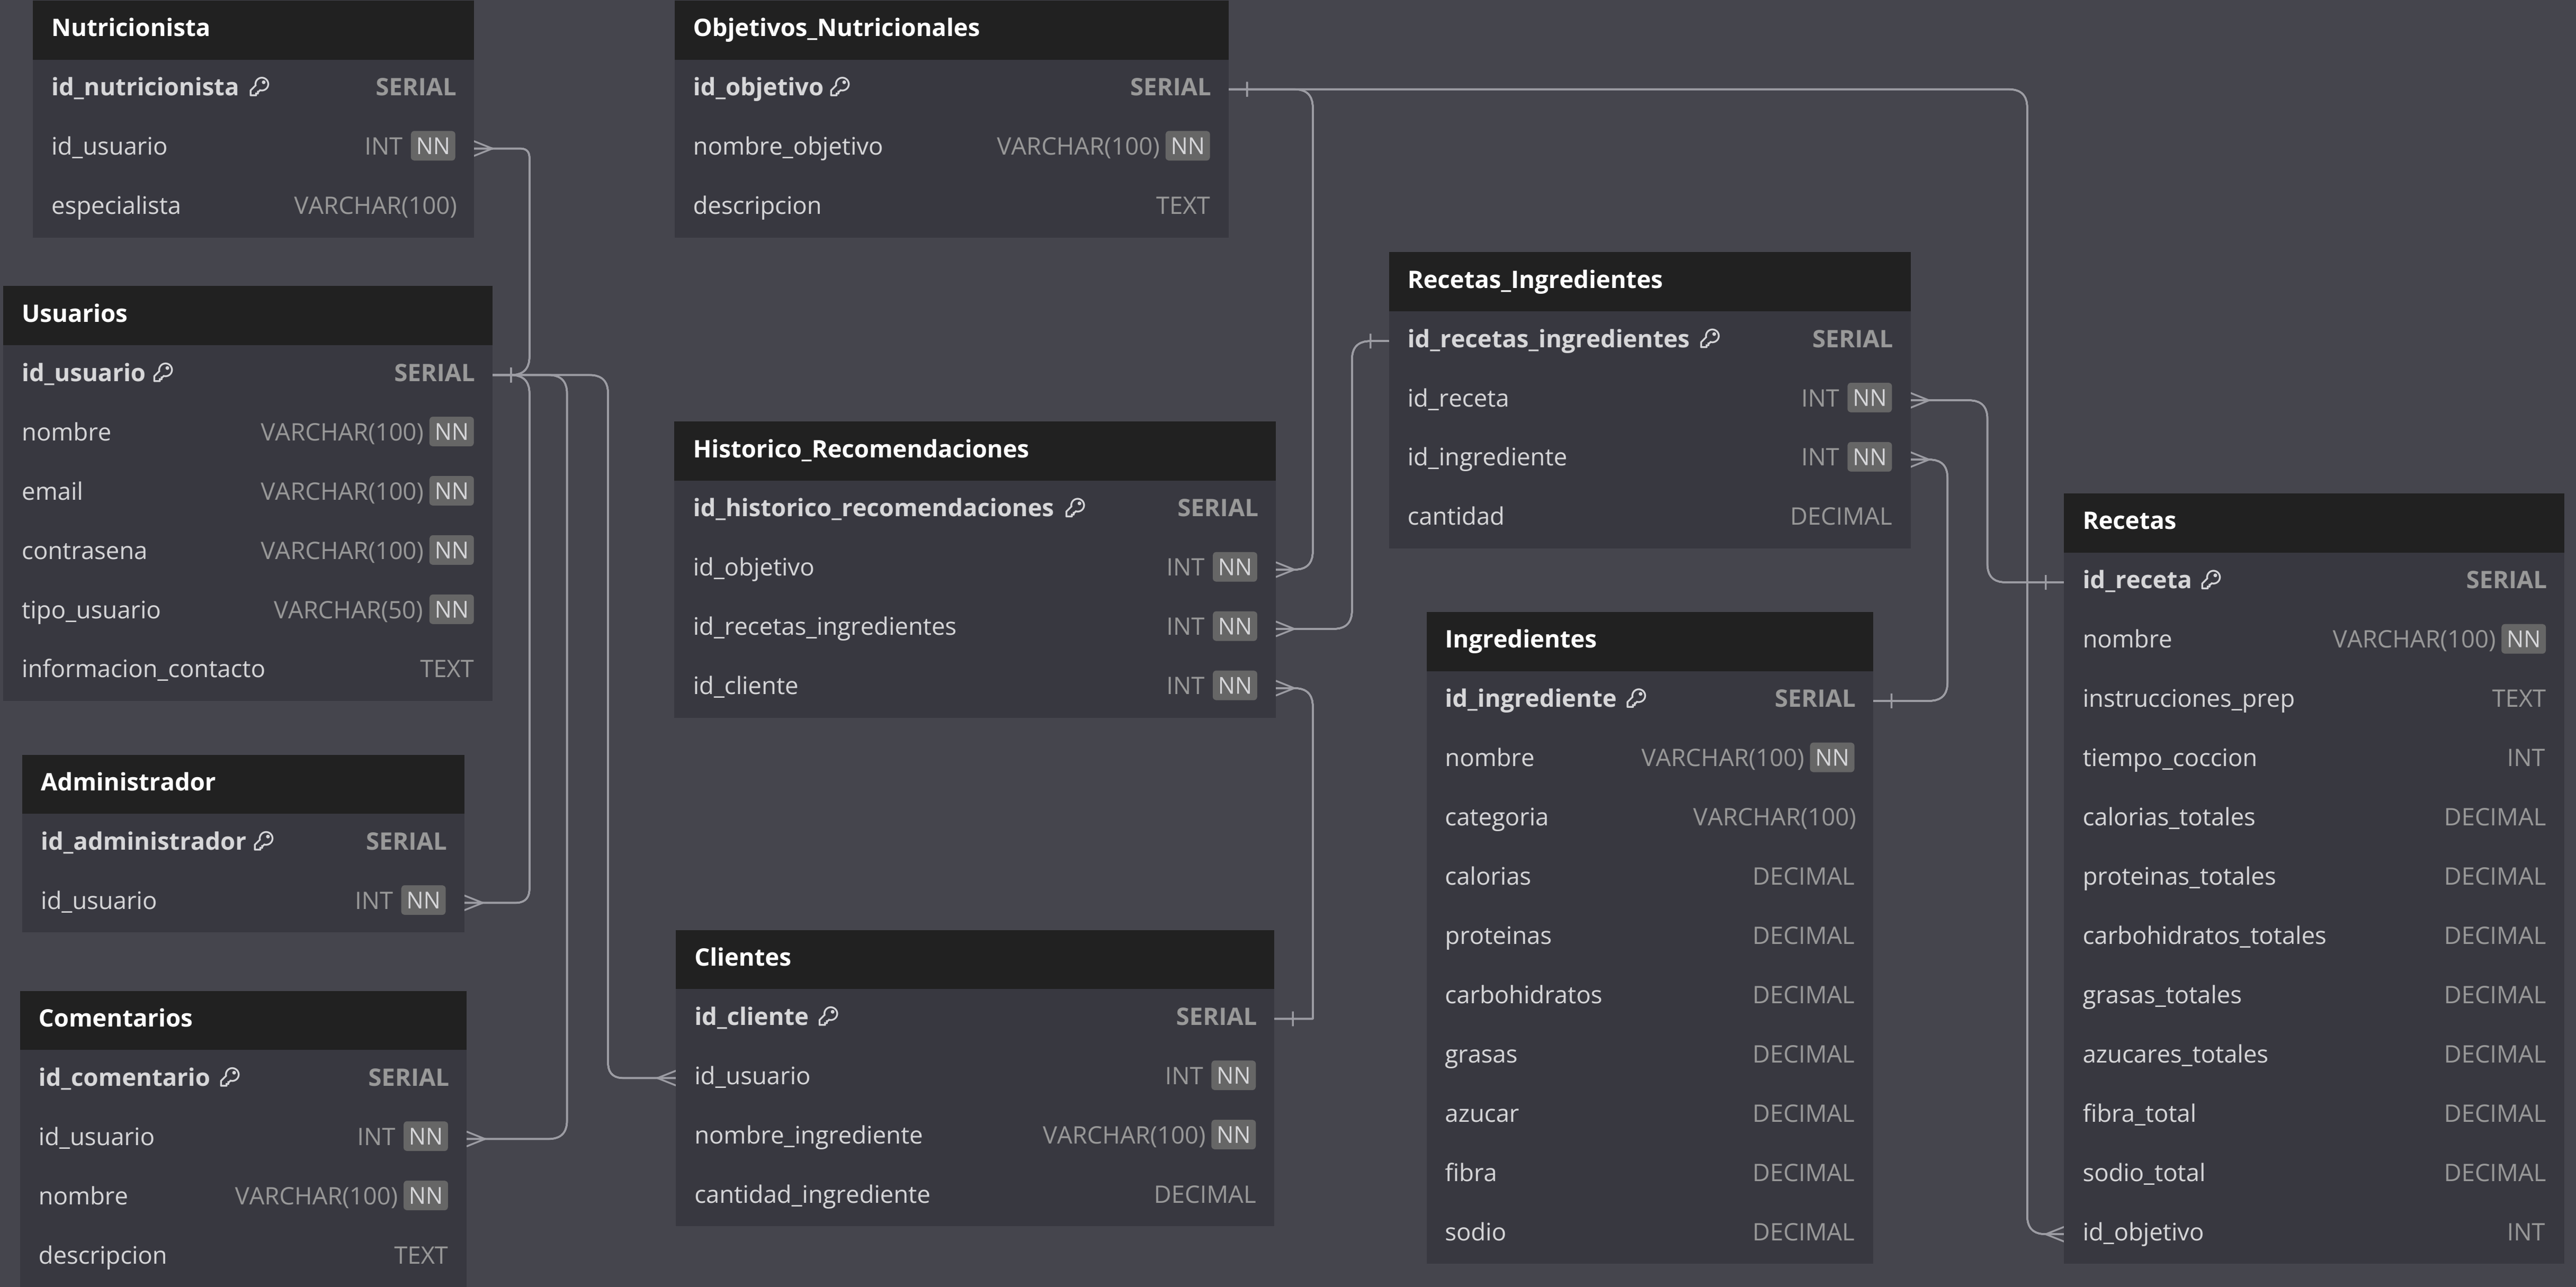 Nutricionista
id_nutricionista SERIAL
id_usuario INT NN
especialista VARCHAR(100)
Usuarios
id_usuario SERIAL
nombre VARCHAR(100) NN
email VARCHAR(100) NN
contrasena VARCHAR(100) NN
tipo_usuario VARCHAR(50) NN
informacion_contacto TEXT
Administrador
id_administrador SERIAL
id_usuario INT NN
Comentarios
id_comentario SERIAL
id_usuario INT NN
nombre VARCHAR(100) NN
descripcion TEXT
Objetivos_Nutricionales
id_objetivo SERIAL
nombre_objetivo VARCHAR(100) NN
descripcion TEXT
Historico_Recomendaciones
id_historico_recomendaciones SERIAL
id_objetivo INT NN
id_recetas_ingredientes INT NN
id_cliente INT NN
Clientes
id_cliente SERIAL
id_usuario INT NN
nombre_ingrediente VARCHAR(100) NN
cantidad_ingrediente DECIMAL
Recetas_Ingredientes
id_recetas_ingredientes SERIAL
id_receta INT NN
id_ingrediente INT NN
cantidad DECIMAL
Ingredientes
id_ingrediente SERIAL
nombre VARCHAR(100) NN
categoria VARCHAR(100)
calorias DECIMAL
proteinas DECIMAL
carbohidratos DECIMAL
grasas DECIMAL
azucar DECIMAL
fibra DECIMAL
sodio DECIMAL
Recetas
id_receta SERIAL
nombre VARCHAR(100) NN
instrucciones_prep TEXT
tiempo_coccion INT
calorias_totales DECIMAL
proteinas_totales DECIMAL
carbohidratos_totales DECIMAL
grasas_totales DECIMAL
azucares_totales DECIMAL
fibra_total DECIMAL
sodio_total DECIMAL
id_objetivo INT